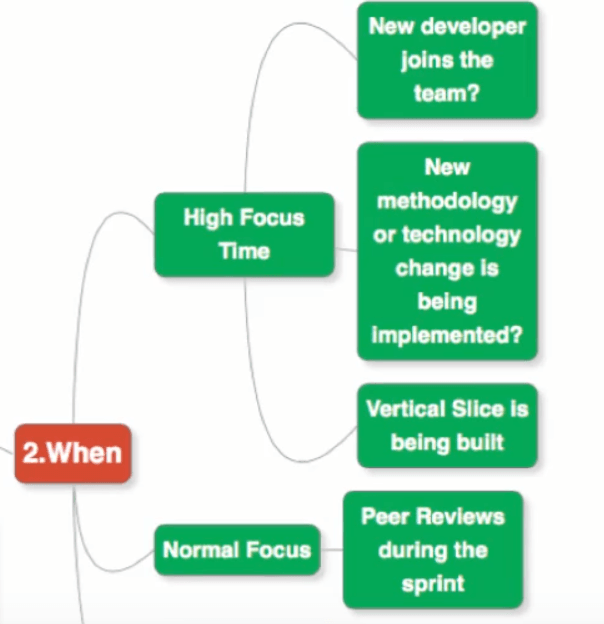 New developer
joins the
team?
New
methodology
or technology
change is
being
implemented?
High Focus
Time
Vertical Slice is
being built
2.When
Peer Reviews
during the
sprint
Normal Focus